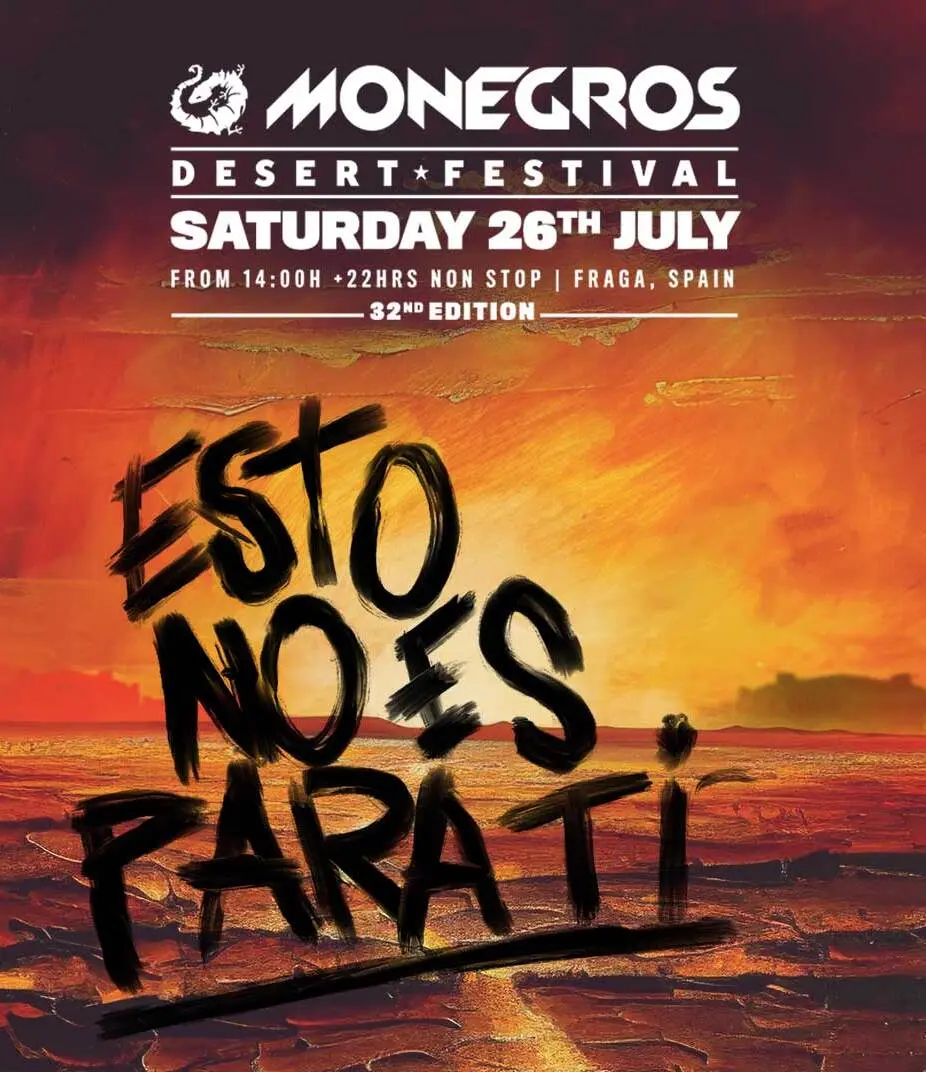 MONEGROS
DESERT★FESTIVAL
SATURDAY 26TH JULY
FROM 14:00H +22HRS NON STOP | FRAGA, SPAIN
32ND EDITION
ESTO
NO ES
PARA Ti